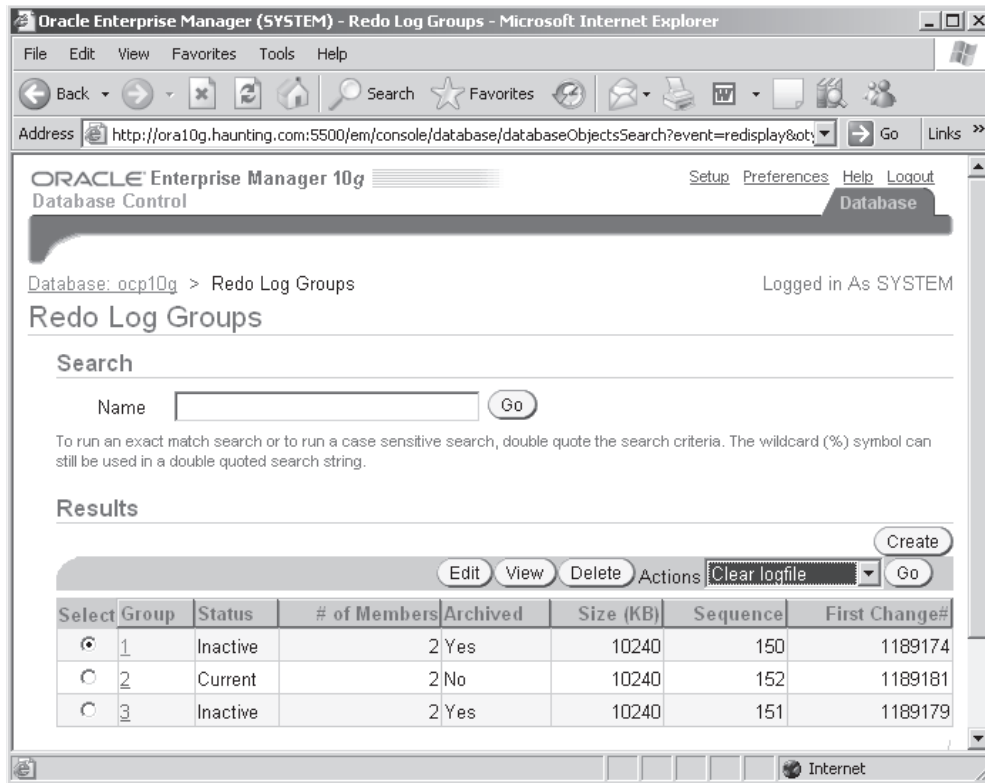 Oracle Enterprise Manager (SYSTEM) - Redo Log Groups - Microsoft Internet Explorer
File Edit View Favorites Tools Help
Back Search Favorites
Address http://ora10g.haunting.com:5500/em/console/database/databaseObjectsSearch?event=redisplay&ot Go Links »
ORACLE Enterprise Manager 10g
Database Control
Setup Preferences Help Logout
Database
Database: ocp10g > Redo Log Groups Logged in As SYSTEM
Redo Log Groups
Search
Name Go
To run an exact match search or to run a case sensitive search, double quote the search criteria. The wildcard (%) symbol can
still be used in a double quoted search string.
Results
Create
Edit View Delete Actions Clear logfile Go
Select Group Status # of Members Archived Size (KB) Sequence First Change#
1 Inactive 2 Yes 10240 150 1189174
2 Current 2 No 10240 152 1189181
3 Inactive 2 Yes 10240 151 1189179
Internet